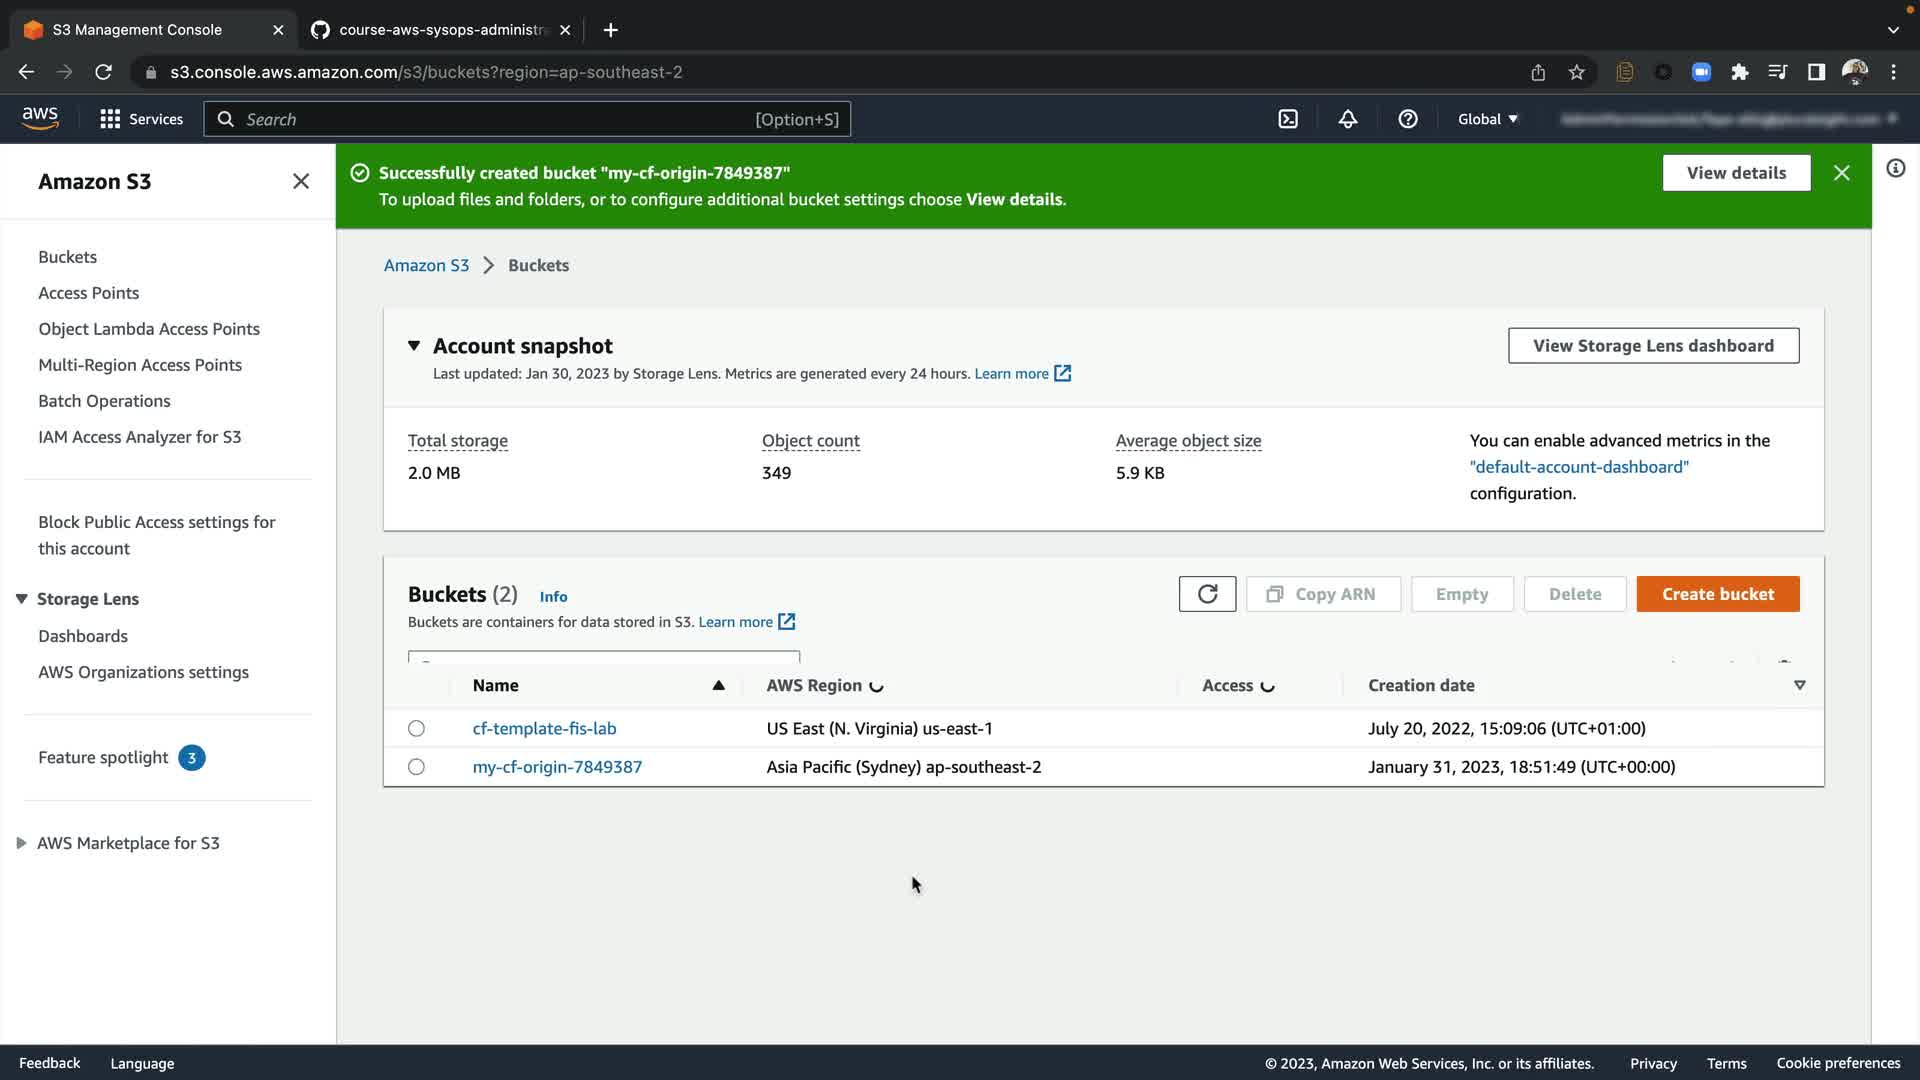 S3 Management Console
course-aws-sysops-administr
s3.console.aws.amazon.com/s3/buckets?region=ap-southeast-2
aws
Services
Search
[Option+S]
Global
Amazon S3
Successfully created bucket "my-cf-origin-7849387"
To upload files and folders, or to configure additional bucket settings choose View details.
View details
Buckets
Access Points
Object Lambda Access Points
Multi-Region Access Points
Batch Operations
IAM Access Analyzer for S3
Block Public Access settings for
this account
Storage Lens
Dashboards
AWS Organizations settings
Feature spotlight 3
AWS Marketplace for S3
Amazon S3 > Buckets
Account snapshot
Last updated: Jan 30, 2023 by Storage Lens. Metrics are generated every 24 hours. Learn more
View Storage Lens dashboard
Total storage
2.0 MB
Object count
349
Average object size
5.9 KB
You can enable advanced metrics in the
"default-account-dashboard"
configuration.
Buckets (2) Info
Buckets are containers for data stored in S3. Learn more
Copy ARN
Empty
Delete
Create bucket
Name AWS Region Access Creation date
cf-template-fis-lab US East (N. Virginia) us-east-1 July 20, 2022, 15:09:06 (UTC+01:00)
my-cf-origin-7849387 Asia Pacific (Sydney) ap-southeast-2 January 31, 2023, 18:51:49 (UTC+00:00)
Feedback Language © 2023, Amazon Web Services, Inc. or its affiliates. Privacy Terms Cookie preferences